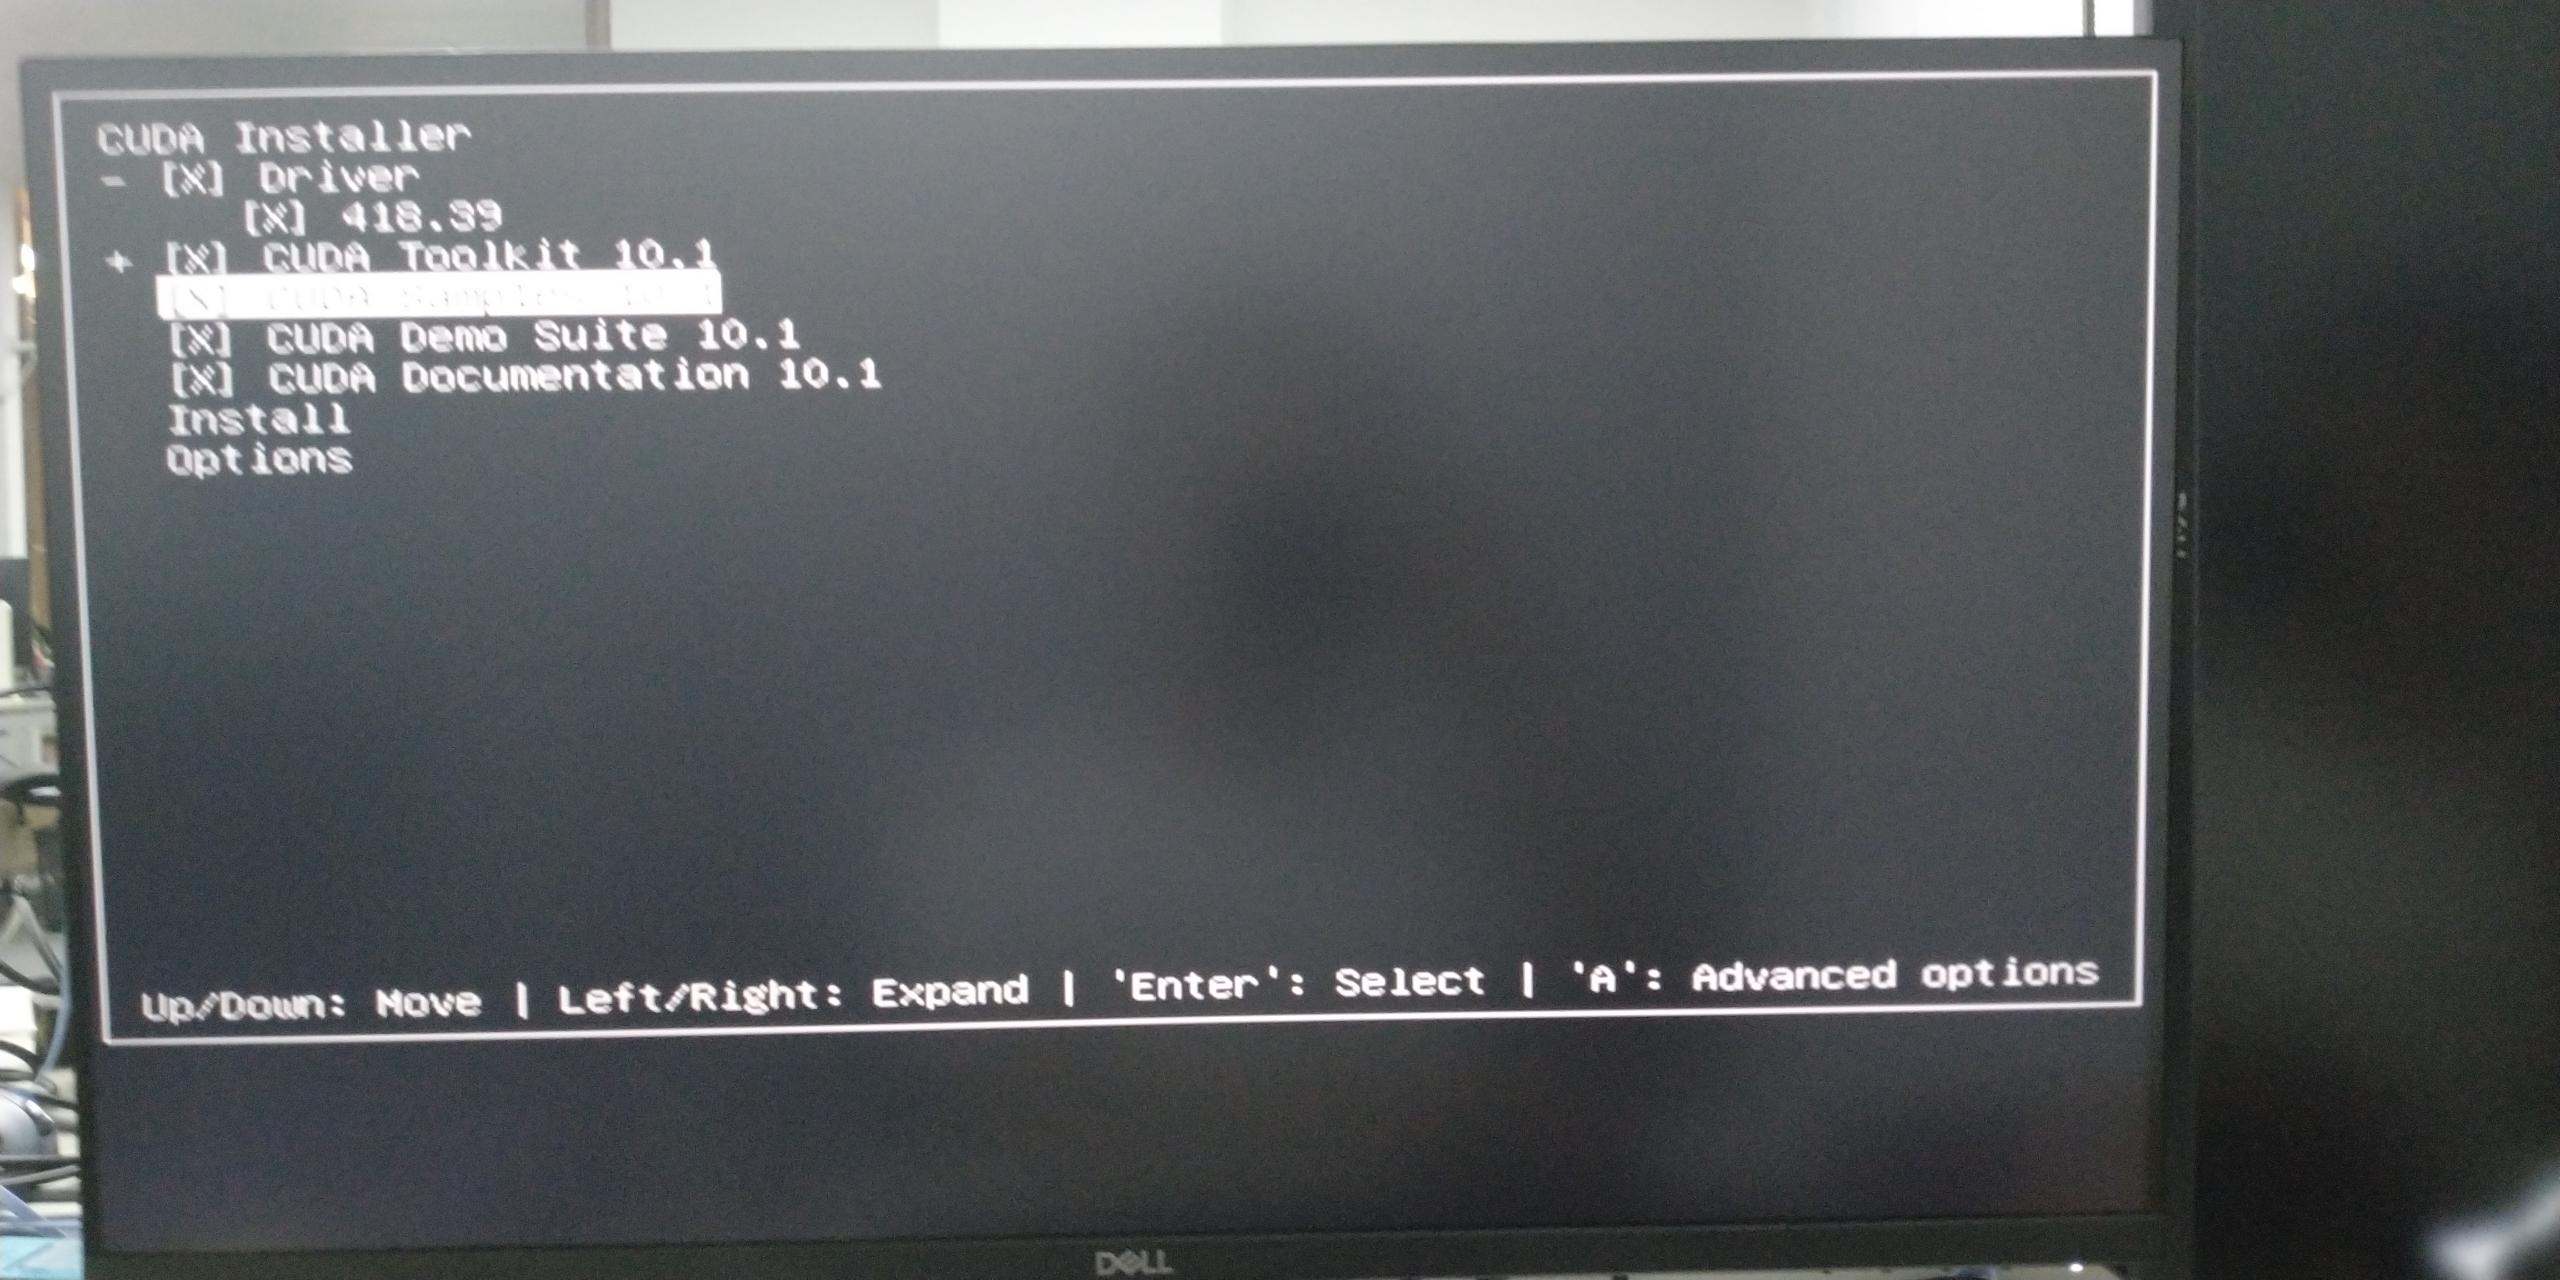 CUDA Installer
- [X] Driver
[X] 418.39
+ [X] CUDA Toolkit 10.1
[X] CUDA Samples 10.1
[X] CUDA Demo Suite 10.1
[X] CUDA Documentation 10.1
Install
Options
Up/Down: Move | Left/Right: Expand | 'Enter': Select | 'A': Advanced options
DELL